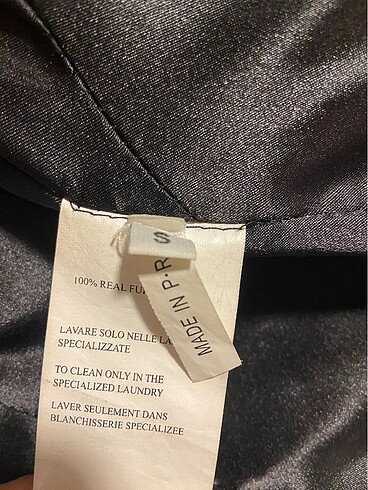 S
MADE IN P.R
100% REAL FU
LAVARE SOLO NELLE LA
SPECIALIZZATE
TO CLEAN ONLY IN THE
SPECIALIZED LAUNDRY
LAVER SEULEMENT DANS
BLANCHISSERIE SPECIALIZEE